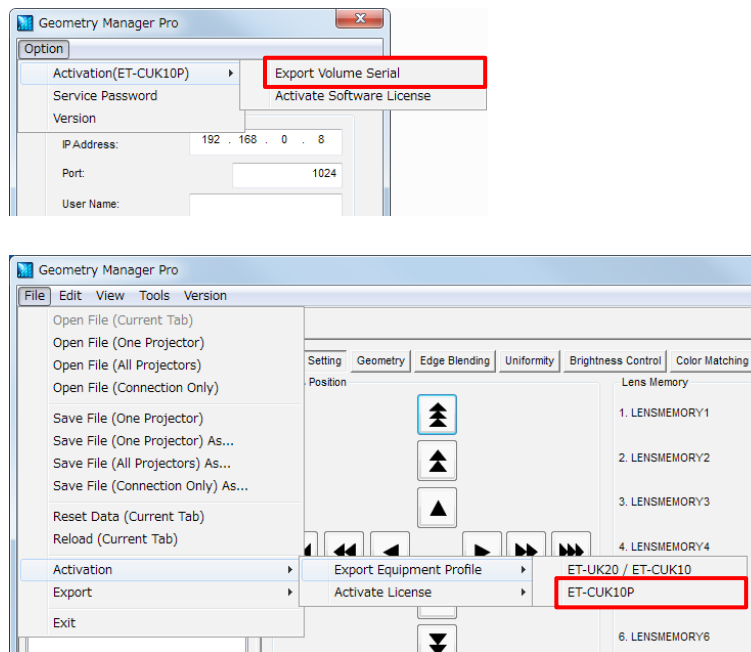 Geometry Manager Pro
Option
Activation(ET-CUK10P)
Export Volume Serial
Service Password
Activate Software License
Version
IP Address: 192 . 168 . 0 . 8
Port: 1024
User Name:
Geometry Manager Pro
File Edit View Tools Version
Open File (Current Tab)
Open File (One Projector)
Open File (All Projectors)
Open File (Connection Only)
Save File (One Projector)
Save File (One Projector) As...
Save File (All Projectors) As...
Save File (Connection Only) As...
Reset Data (Current Tab)
Reload (Current Tab)
Activation
Export
Exit
Export Equipment Profile
Activate License
ET-UK20 / ET-CUK10
ET-CUK10P
Setting Geometry Edge Blending Uniformity Brightness Control Color Matching
Position
Lens Memory
1. LENSMEMORY1
2. LENSMEMORY2
3. LENSMEMORY3
4. LENSMEMORY4
6. LENSMEMORY6